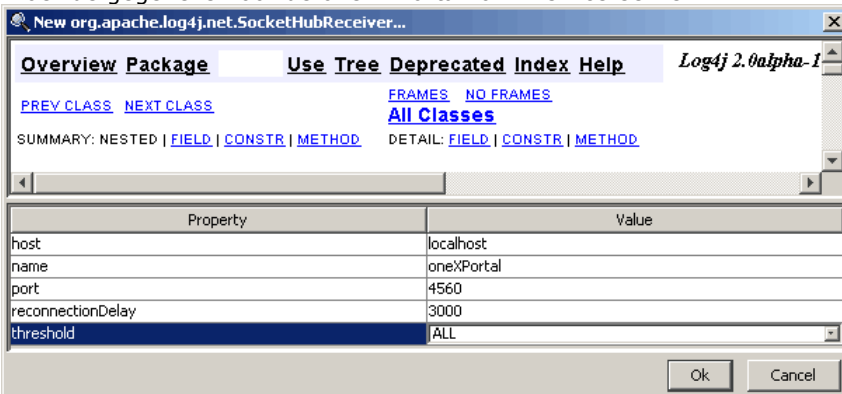 New org.apache.log4j.net.SocketHubReceiver...
Overview Package Use Tree Deprecated Index Help
Log4j 2.0alpha-1
PREV CLASS NEXT CLASS
FRAMES NO FRAMES
All Classes
SUMMARY: NESTED | FIELD | CONSTR | METHOD
DETAIL: FIELD | CONSTR | METHOD
Property Value
host localhost
name oneXPortal
port 4560
reconnectionDelay 3000
threshold ALL
Ok Cancel